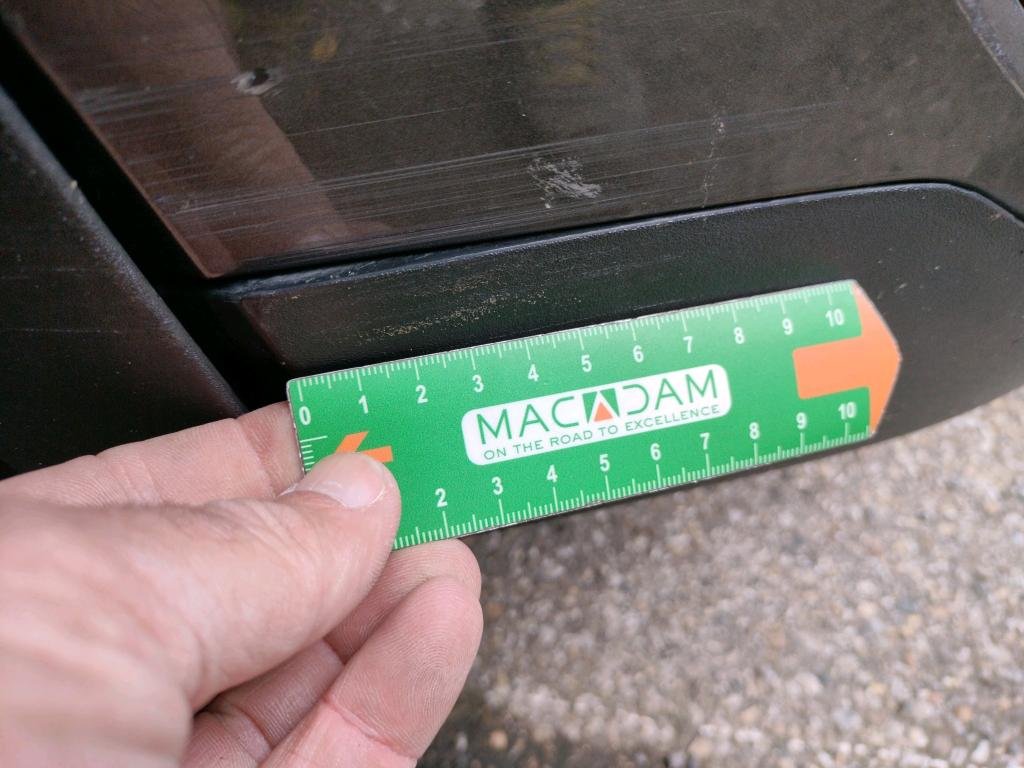 0 1 2 3 4 5 6 7 8 9 10
MACADAM
ON THE ROAD TO EXCELLENCE
2 3 4 5 6 7 8 9 10